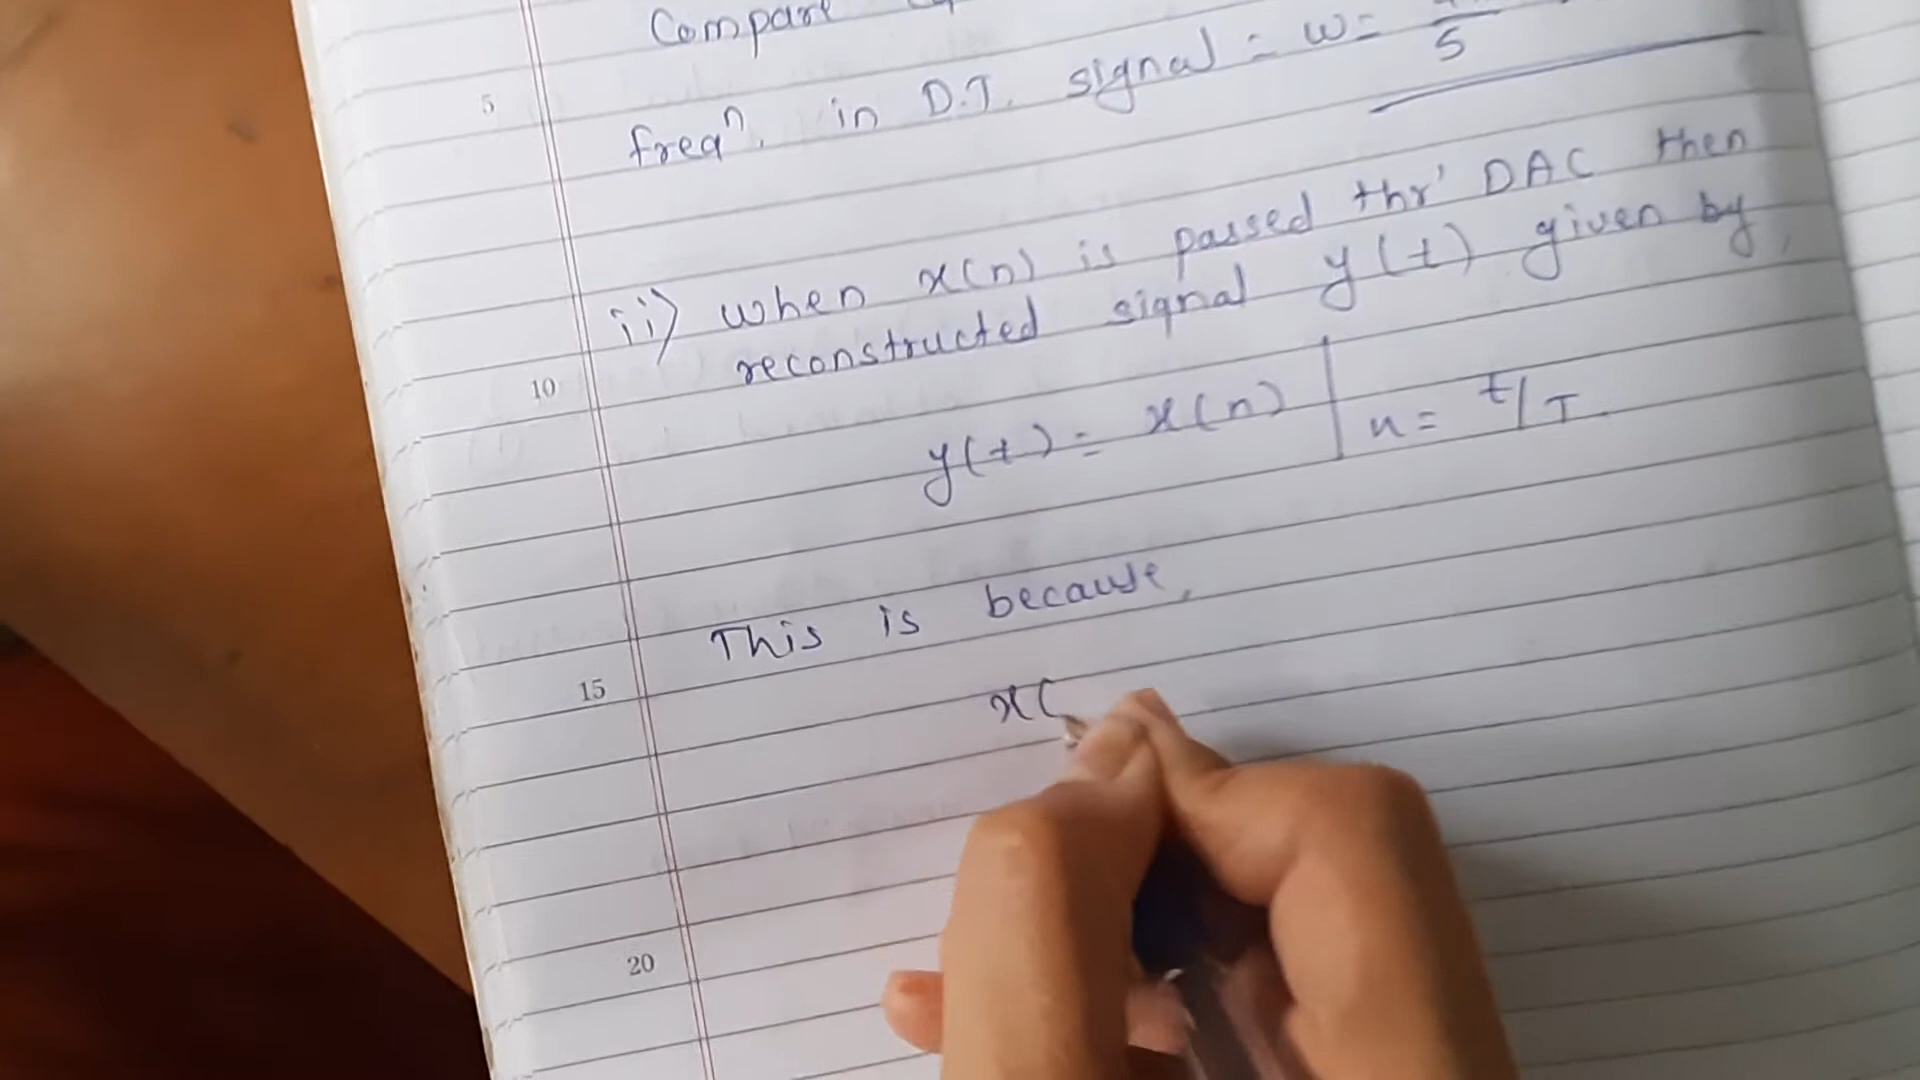 Compare
5
freqⁿ. in D.T. signal = w = 5
ii) when x(n) is passed thr' DAC then
reconstructed signal y(t) given by,
10
y(t) = x(n) | n = t/T
This is because,
15
x(
20